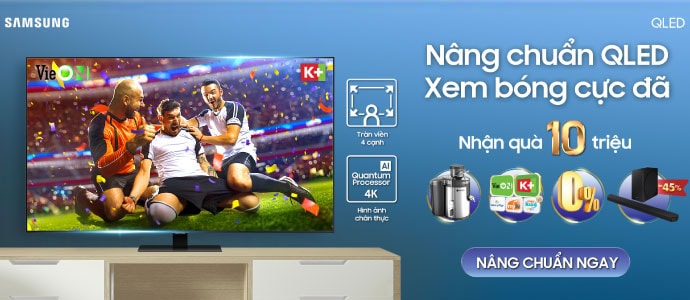 SAMSUNG
QLED
VieON
K+
Nâng chuẩn QLED
Xem bóng cực đã
Tràn viền
4 cạnh
AI
Quantum
Processor
4K
Hình ảnh
chân thực
Nhận quà 10 triệu
VieON
K+
0%
-45%
NÂNG CHUẨN NGAY